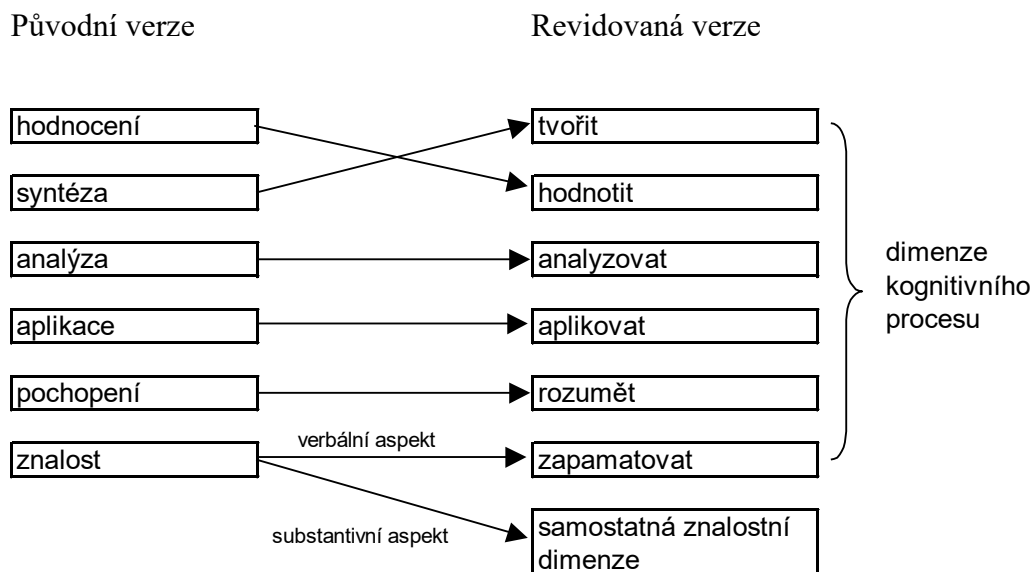 Původní verze
Revidovaná verze
hodnocení
tvořit
syntéza
hodnotit
analýza
analyzovat
dimenze
kognitivního
procesu
aplikace
aplikovat
pochopení
rozumět
znalost
verbální aspekt
zapamatovat
substantivní aspekt
samostatná znalostní
dimenze